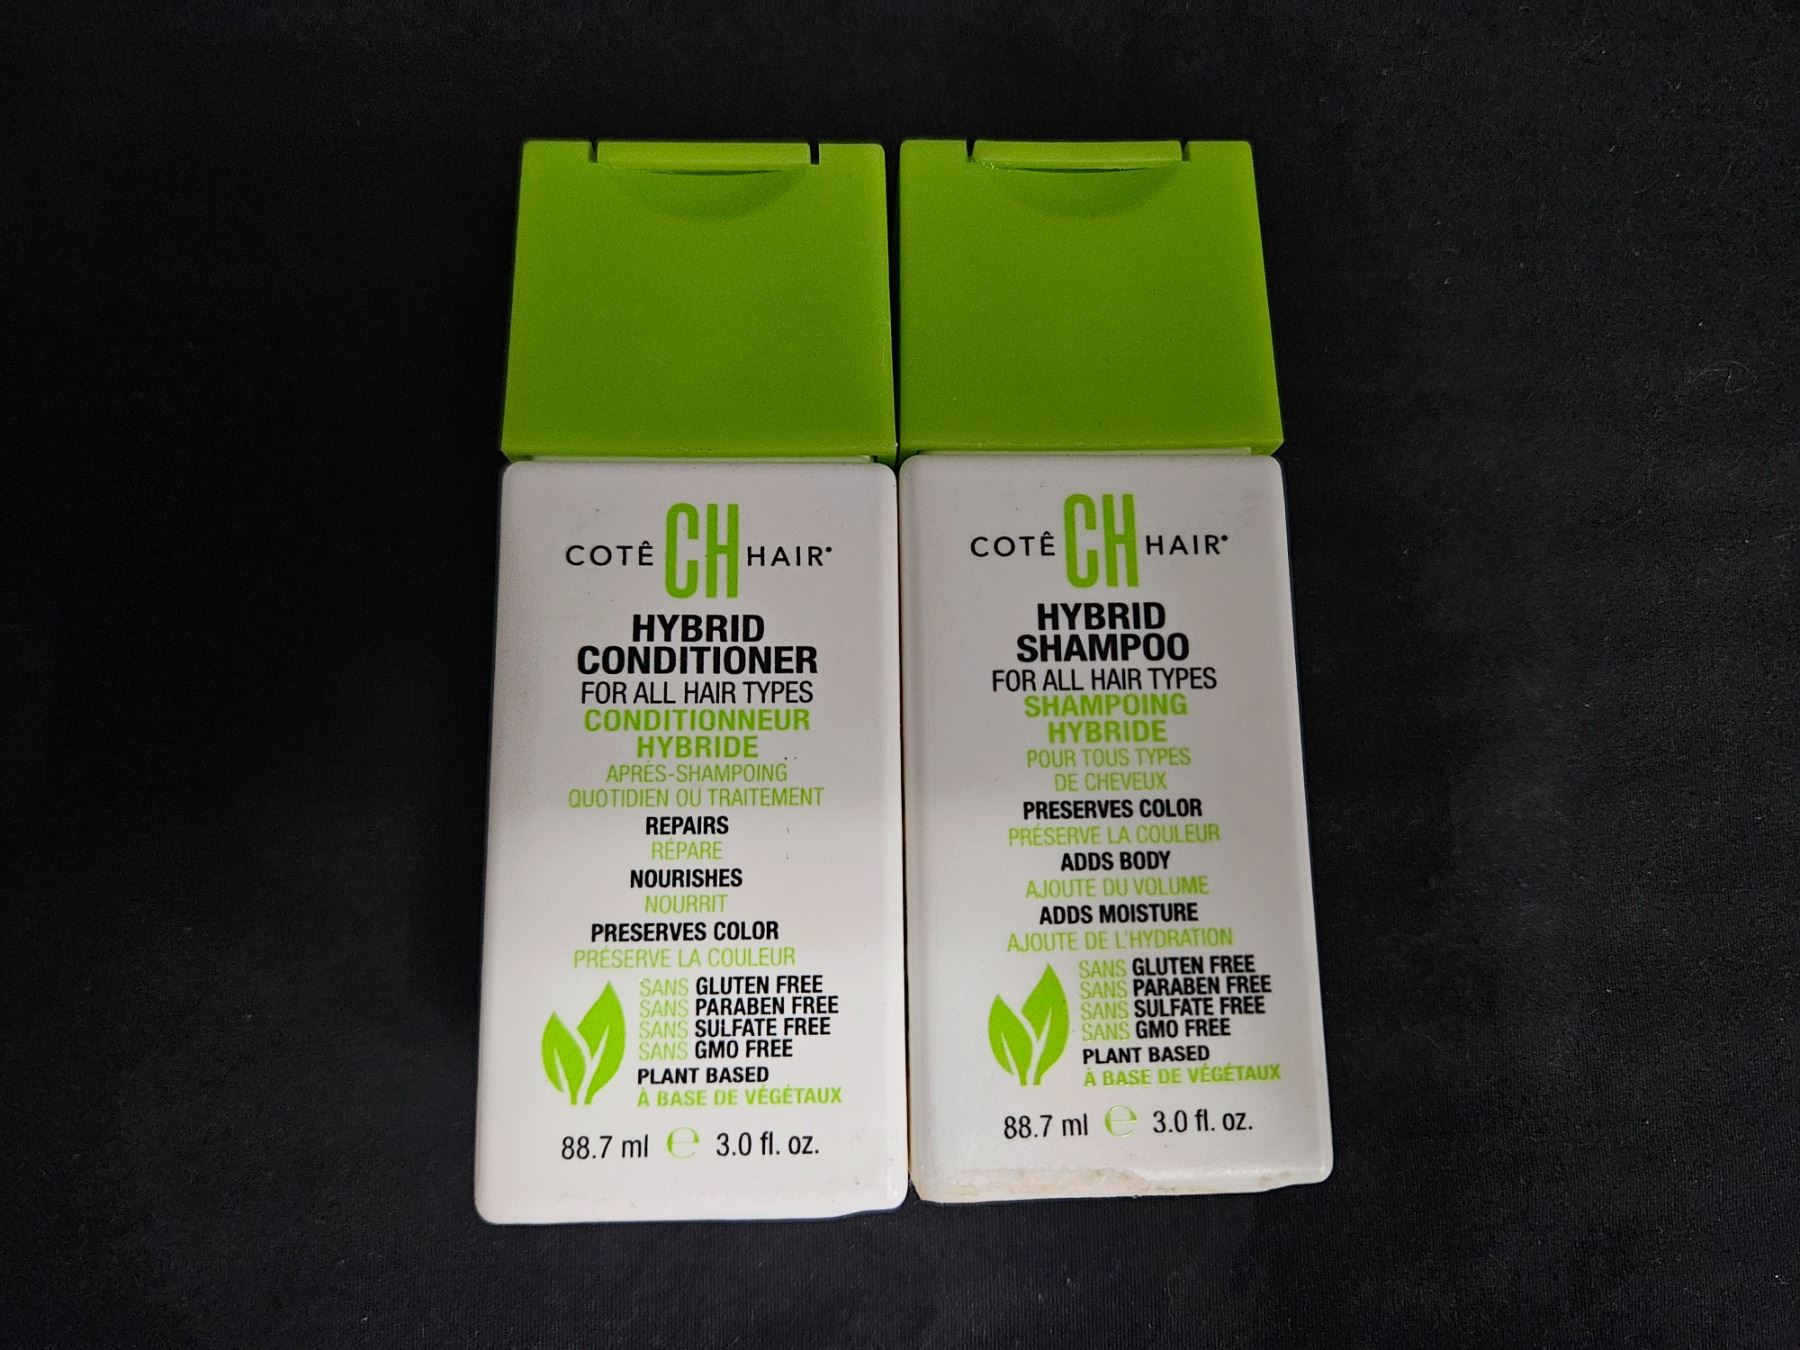 COTÊ CH HAIR
HYBRID
CONDITIONER
FOR ALL HAIR TYPES
CONDITIONNEUR
HYBRIDE
APRÈS-SHAMPOING
QUOTIDIEN OU TRAITEMENT
REPAIRS
RÉPARE
NOURISHES
NOURRIT
PRESERVES COLOR
PRÉSERVE LA COULEUR
SANS GLUTEN FREE
SANS PARABEN FREE
SANS SULFATE FREE
SANS GMO FREE
PLANT BASED
À BASE DE VÉGÉTAUX
88.7 ml ℮ 3.0 fl. oz.
COTÊ CH HAIR
HYBRID
SHAMPOO
FOR ALL HAIR TYPES
SHAMPOING
HYBRIDE
POUR TOUS TYPES
DE CHEVEUX
PRESERVES COLOR
PRÉSERVE LA COULEUR
ADDS BODY
AJOUTE DU VOLUME
ADDS MOISTURE
AJOUTE DE L'HYDRATION
SANS GLUTEN FREE
SANS PARABEN FREE
SANS SULFATE FREE
SANS GMO FREE
PLANT BASED
À BASE DE VÉGÉTAUX
88.7 ml ℮ 3.0 fl. oz.